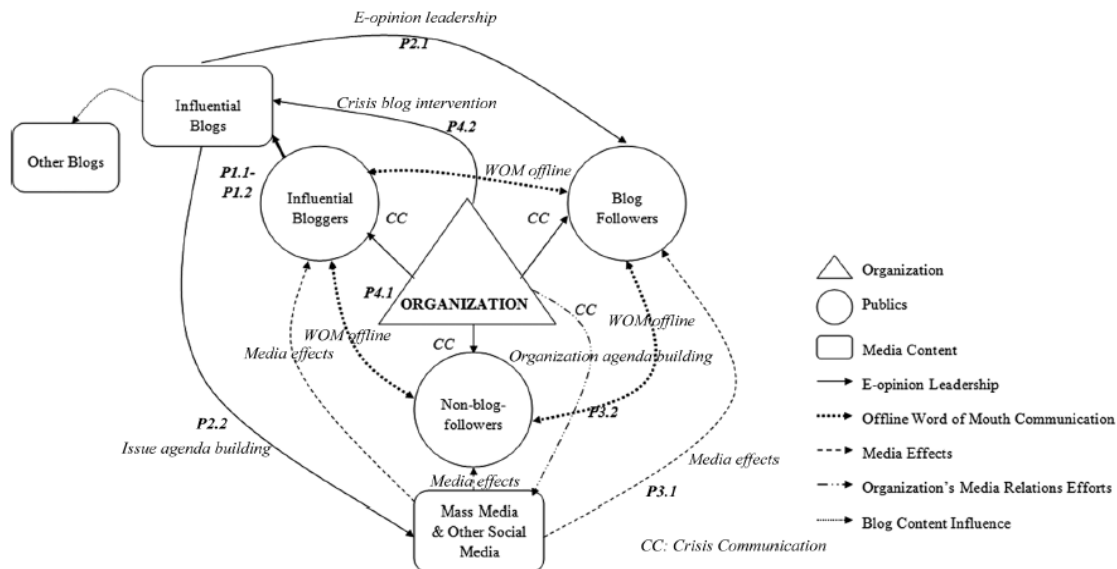 E-opinion leadership
P2.1
Influential
Blogs
Crisis blog intervention
P4.2
Other Blogs
P1.1-
P1.2
Influential
Bloggers
WOM offline
Blog
Followers
CC
CC
P4.1
ORGANIZATION
CC
WOM offline
WOM offline
Media effects
CC
Organization agenda building
Non-blog-
followers
P3.2
P2.2
Issue agenda building
Media effects
Media effects
P3.1
Mass Media
& Other Social
Media
Organization
Publics
Media Content
E-opinion Leadership
Offline Word of Mouth Communication
Media Effects
Organization's Media Relations Efforts
Blog Content Influence
CC: Crisis Communication